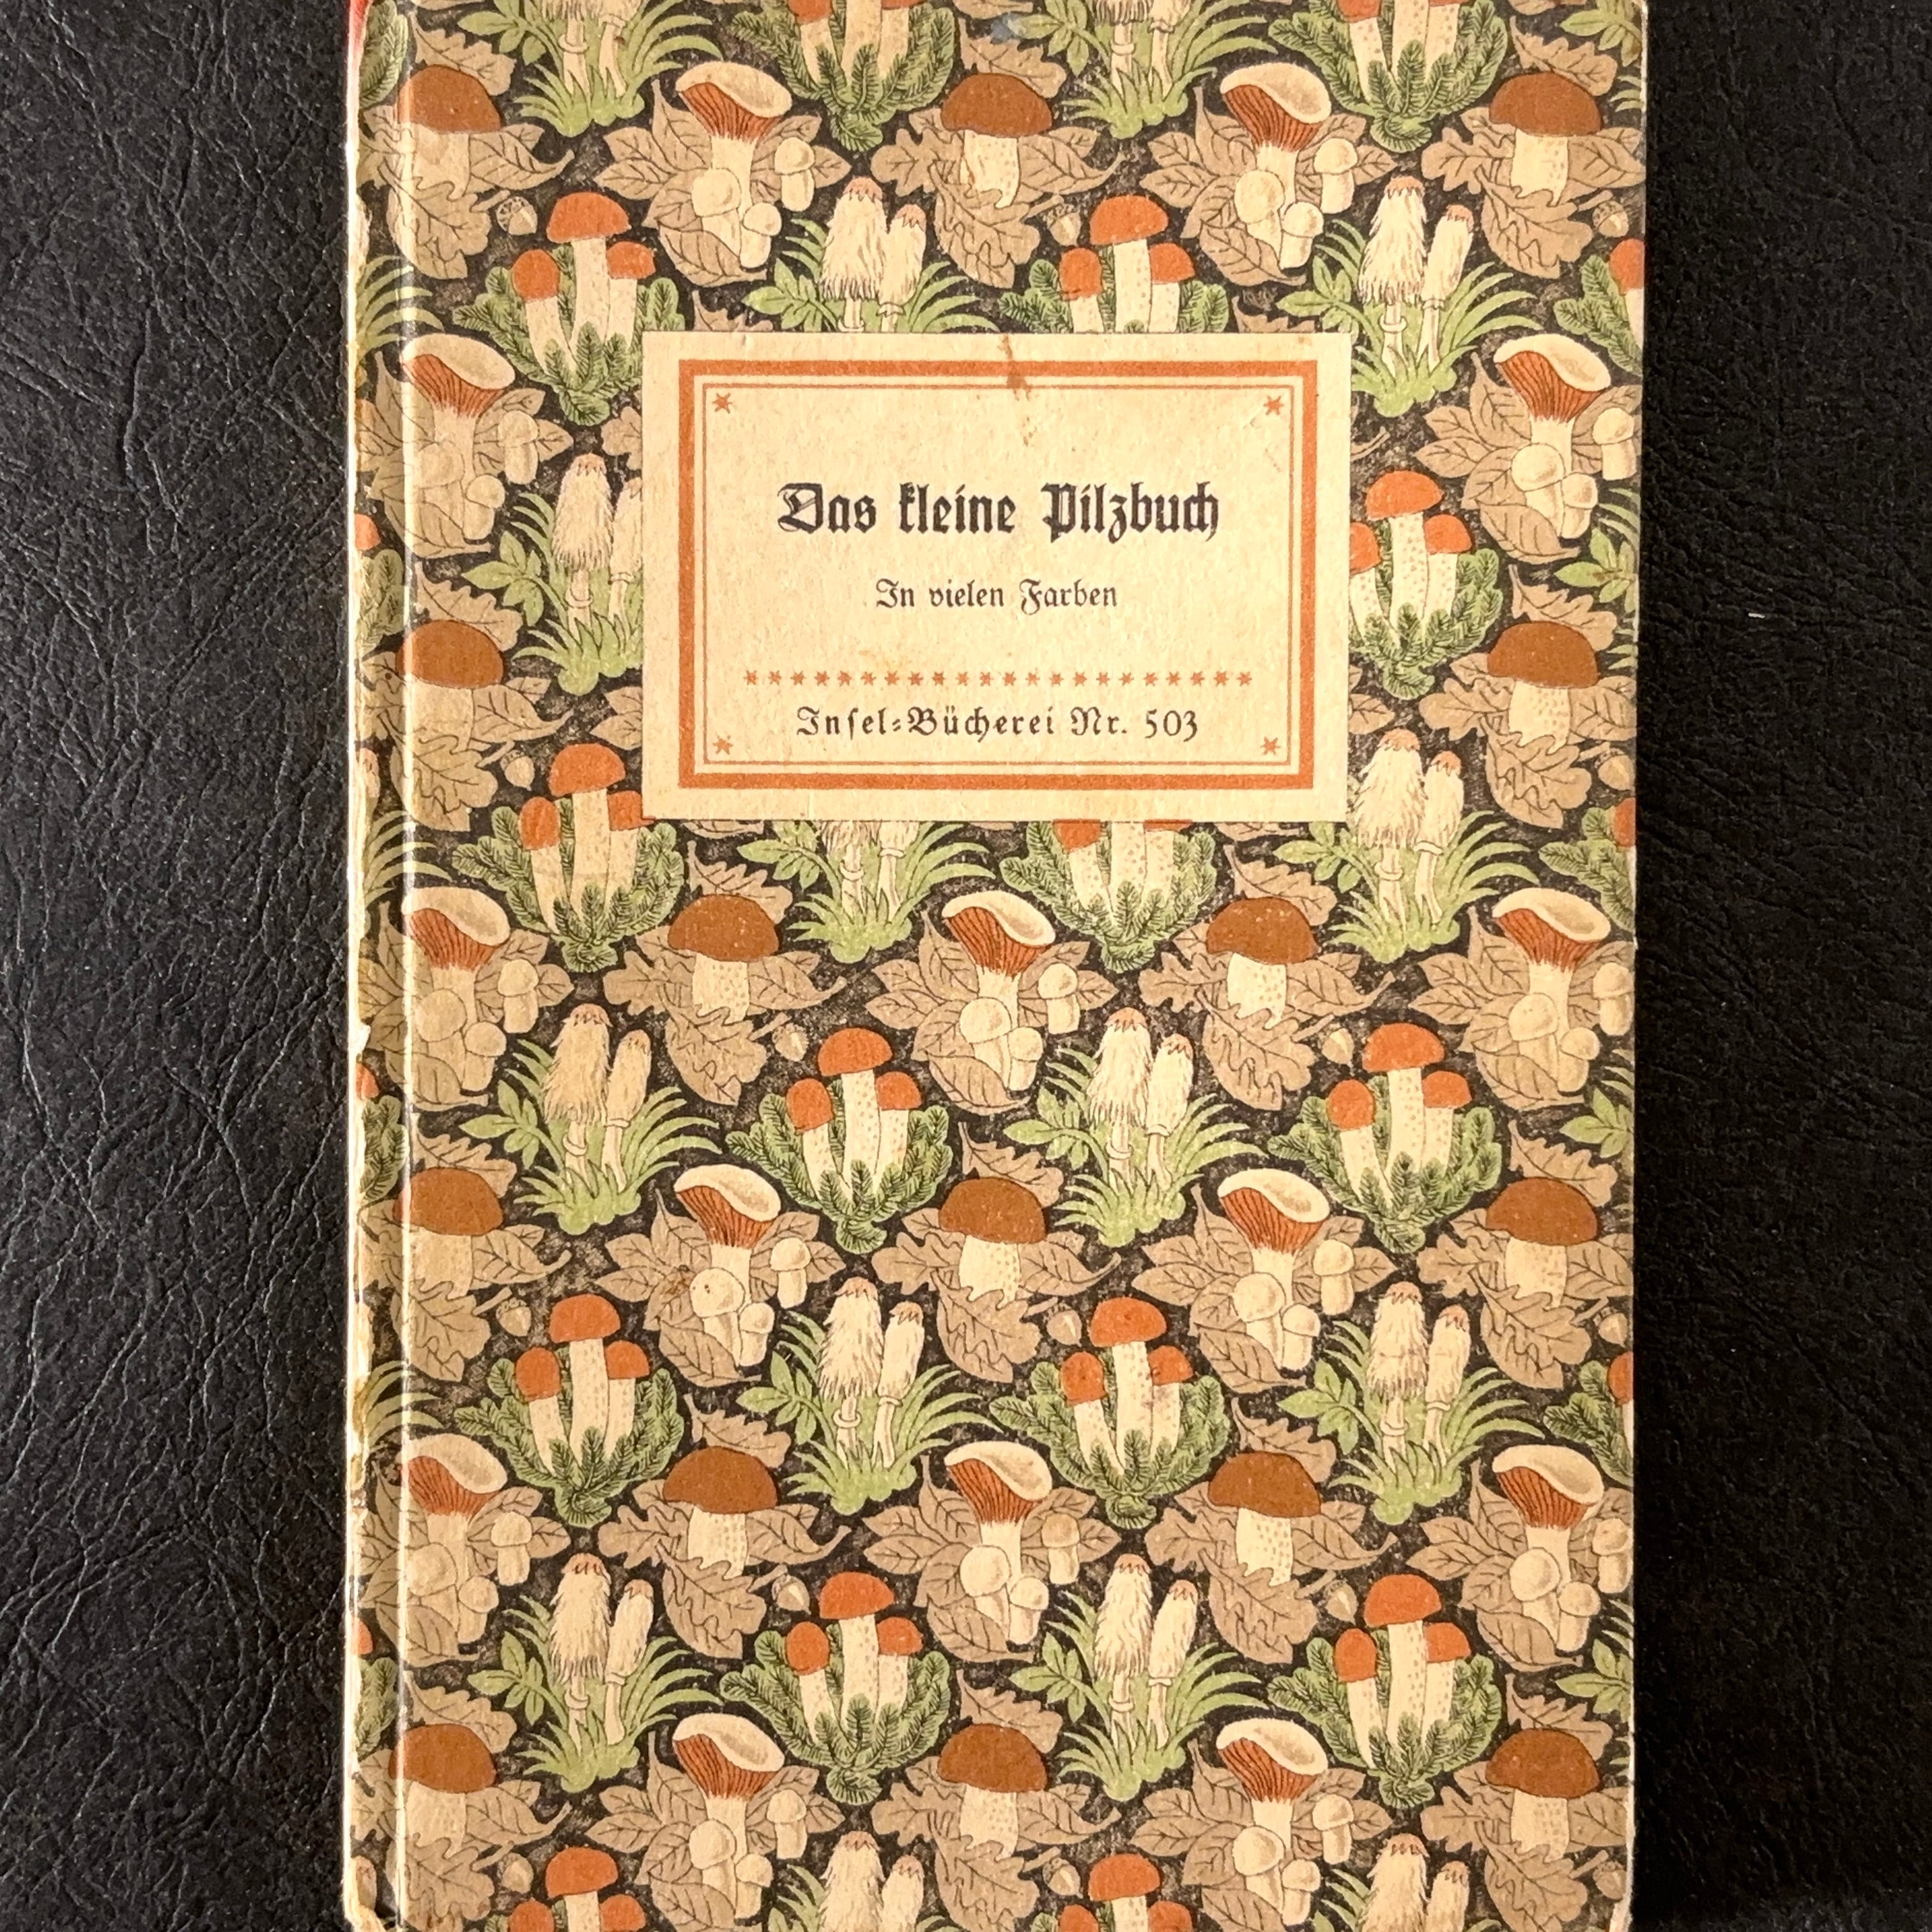 Das kleine Pilzbuch
In vielen Farben
Inſel⸗Bücherei Nr. 503